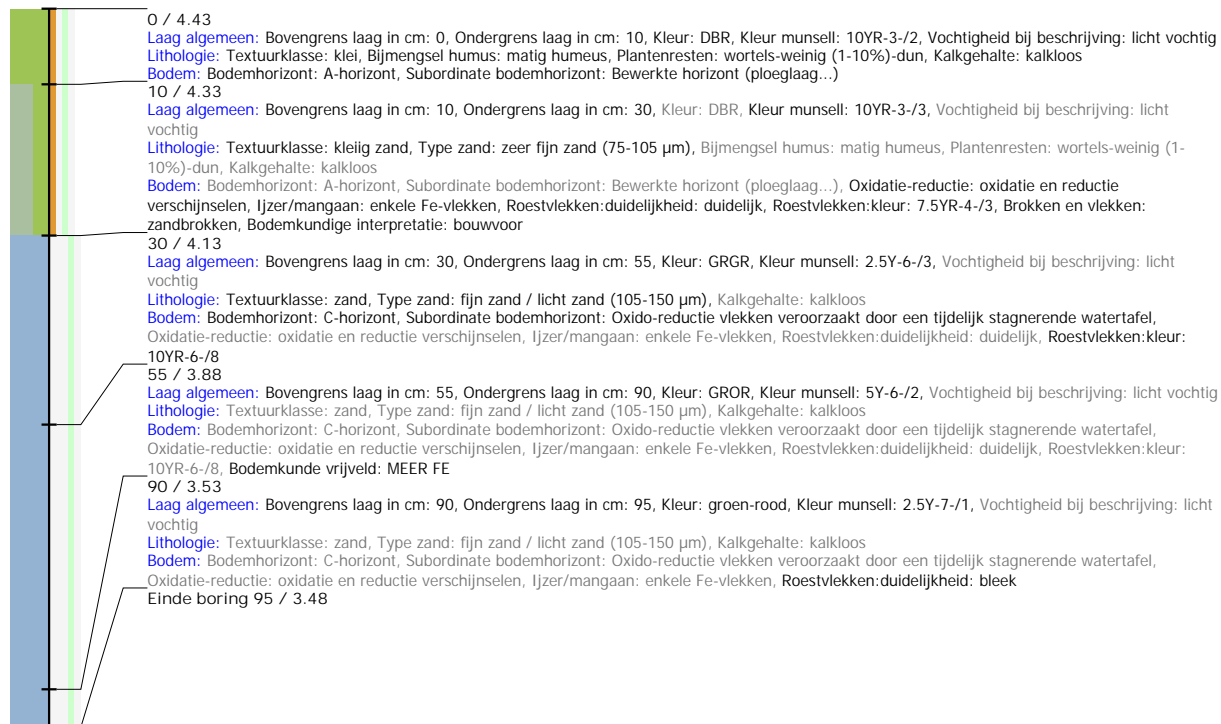 0 / 4.43
Laag algemeen: Bovengrens laag in cm: 0, Ondergrens laag in cm: 10, Kleur: DBR, Kleur munsell: 10YR-3-/2, Vochtigheid bij beschrijving: licht vochtig
Lithologie: Textuurklasse: klei, Bijmengsel humus: matig humeus, Plantenresten: wortels-weinig (1-10%)-dun, Kalkgehalte: kalkloos
Bodem: Bodemhorizont: A-horizont, Subordinate bodemhorizont: Bewerkte horizont (ploeglaag...)
10 / 4.33
Laag algemeen: Bovengrens laag in cm: 10, Ondergrens laag in cm: 30, Kleur: DBR, Kleur munsell: 10YR-3-/3, Vochtigheid bij beschrijving: licht
vochtig
Lithologie: Textuurklasse: kleiig zand, Type zand: zeer fijn zand (75-105 µm), Bijmengsel humus: matig humeus, Plantenresten: wortels-weinig (1-
10%)-dun, Kalkgehalte: kalkloos
Bodem: Bodemhorizont: A-horizont, Subordinate bodemhorizont: Bewerkte horizont (ploeglaag...), Oxidatie-reductie: oxidatie en reductie
verschijnselen, Ijzer/mangaan: enkele Fe-vlekken, Roestvlekken:duidelijkheid: duidelijk, Roestvlekken:kleur: 7.5YR-4-/3, Brokken en vlekken:
zandbrokken, Bodemkundige interpretatie: bouwvoor
30 / 4.13
Laag algemeen: Bovengrens laag in cm: 30, Ondergrens laag in cm: 55, Kleur: GRGR, Kleur munsell: 2.5Y-6-/3, Vochtigheid bij beschrijving: licht
vochtig
Lithologie: Textuurklasse: zand, Type zand: fijn zand / licht zand (105-150 µm), Kalkgehalte: kalkloos
Bodem: Bodemhorizont: C-horizont, Subordinate bodemhorizont: Oxido-reductie vlekken veroorzaakt door een tijdelijk stagnerende watertafel,
Oxidatie-reductie: oxidatie en reductie verschijnselen, Ijzer/mangaan: enkele Fe-vlekken, Roestvlekken:duidelijkheid: duidelijk, Roestvlekken:kleur:
10YR-6-/8
55 / 3.88
Laag algemeen: Bovengrens laag in cm: 55, Ondergrens laag in cm: 90, Kleur: GROR, Kleur munsell: 5Y-6-/2, Vochtigheid bij beschrijving: licht vochtig
Lithologie: Textuurklasse: zand, Type zand: fijn zand / licht zand (105-150 µm), Kalkgehalte: kalkloos
Bodem: Bodemhorizont: C-horizont, Subordinate bodemhorizont: Oxido-reductie vlekken veroorzaakt door een tijdelijk stagnerende watertafel,
Oxidatie-reductie: oxidatie en reductie verschijnselen, Ijzer/mangaan: enkele Fe-vlekken, Roestvlekken:duidelijkheid: duidelijk, Roestvlekken:kleur:
10YR-6-/8, Bodemkunde vrijveld: MEER FE
90 / 3.53
Laag algemeen: Bovengrens laag in cm: 90, Ondergrens laag in cm: 95, Kleur: groen-rood, Kleur munsell: 2.5Y-7-/1, Vochtigheid bij beschrijving: licht
vochtig
Lithologie: Textuurklasse: zand, Type zand: fijn zand / licht zand (105-150 µm), Kalkgehalte: kalkloos
Bodem: Bodemhorizont: C-horizont, Subordinate bodemhorizont: Oxido-reductie vlekken veroorzaakt door een tijdelijk stagnerende watertafel,
Oxidatie-reductie: oxidatie en reductie verschijnselen, Ijzer/mangaan: enkele Fe-vlekken, Roestvlekken:duidelijkheid: bleek
Einde boring 95 / 3.48